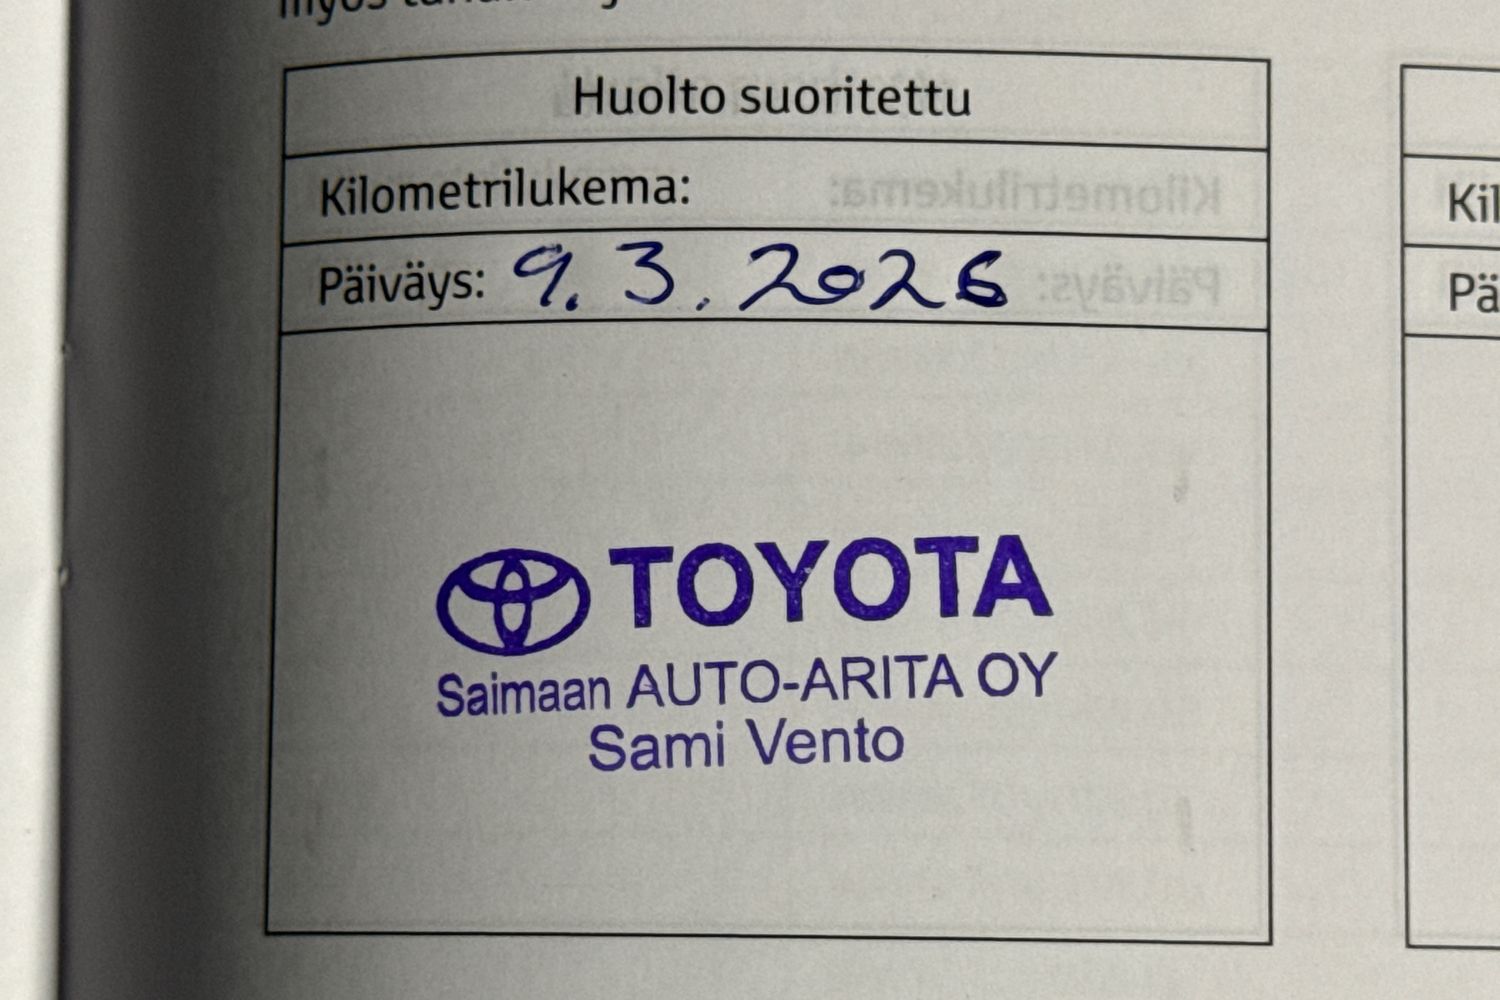 Huolto suoritettu
Kilometrilukema:
Päiväys: 9.3.2026
TOYOTA
Saimaan AUTO-ARITA OY
Sami Vento